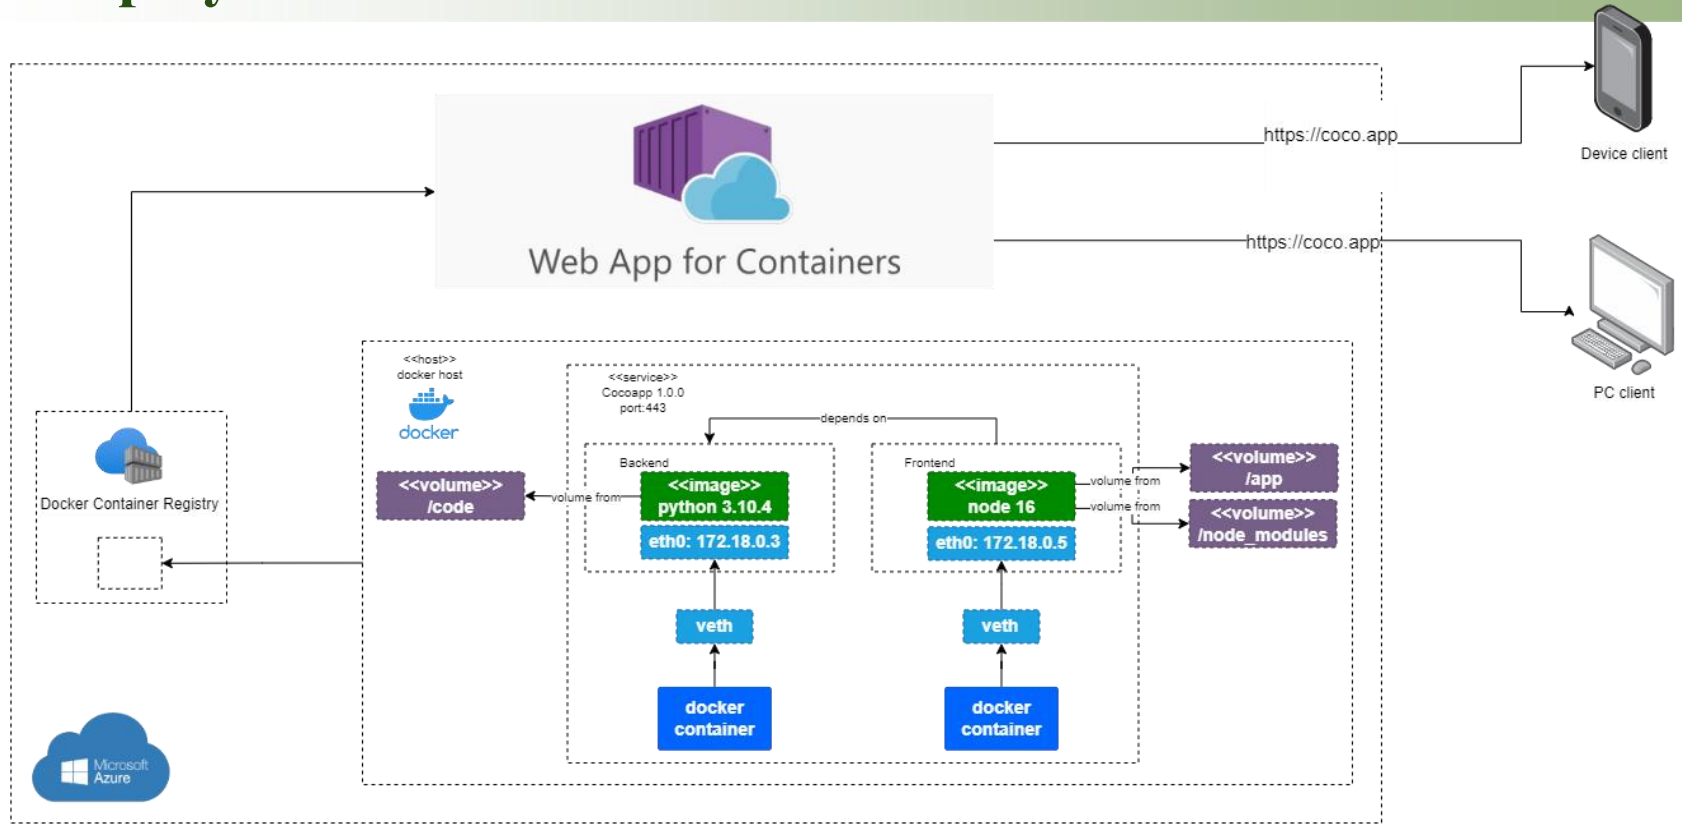 https://coco.app
Device client
Web App for Containers
https://coco.app
PC client
<<host>>
docker host
docker
<<service>>
Cocoapp 1.0.0
port:443
depends on
Docker Container Registry
Backend
<<image>>
python 3.10.4
eth0: 172.18.0.3
volume from
<<volume>>
/code
Frontend
<<image>>
node 16
eth0: 172.18.0.5
volume from
volume from
<<volume>>
/app
<<volume>>
/node_modules
veth
veth
docker
container
docker
container
Microsoft
Azure